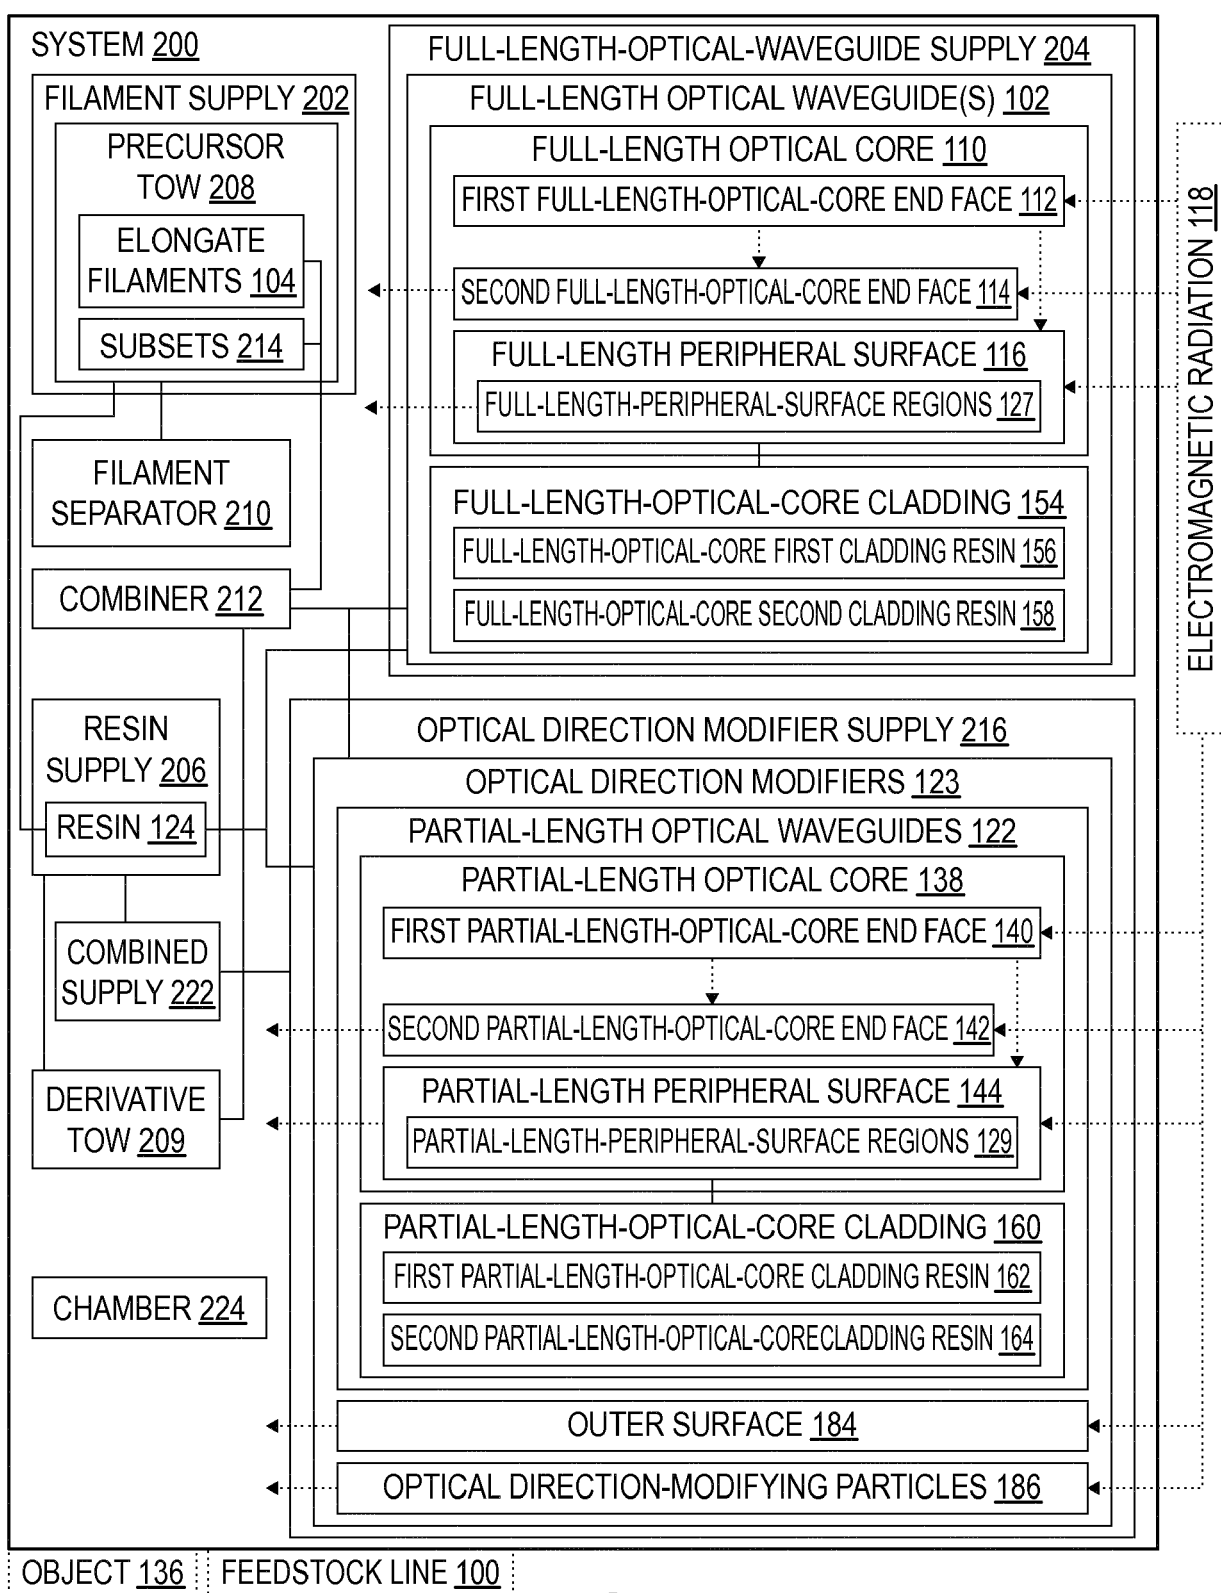 SYSTEM 200
FILAMENT SUPPLY 202
PRECURSOR
TOW 208
ELONGATE
FILAMENTS 104
SUBSETS 214
FILAMENT
SEPARATOR 210
COMBINER 212
RESIN
SUPPLY 206
RESIN 124
COMBINED
SUPPLY 222
DERIVATIVE
TOW 209
CHAMBER 224
FULL-LENGTH-OPTICAL-WAVEGUIDE SUPPLY 204
FULL-LENGTH OPTICAL WAVEGUIDE(S) 102
FULL-LENGTH OPTICAL CORE 110
FIRST FULL-LENGTH-OPTICAL-CORE END FACE 112
SECOND FULL-LENGTH-OPTICAL-CORE END FACE 114
FULL-LENGTH PERIPHERAL SURFACE 116
FULL-LENGTH-PERIPHERAL-SURFACE REGIONS 127
FULL-LENGTH-OPTICAL-CORE CLADDING 154
FULL-LENGTH-OPTICAL-CORE FIRST CLADDING RESIN 156
FULL-LENGTH-OPTICAL-CORE SECOND CLADDING RESIN 158
OPTICAL DIRECTION MODIFIER SUPPLY 216
OPTICAL DIRECTION MODIFIERS 123
PARTIAL-LENGTH OPTICAL WAVEGUIDES 122
PARTIAL-LENGTH OPTICAL CORE 138
FIRST PARTIAL-LENGTH-OPTICAL-CORE END FACE 140
SECOND PARTIAL-LENGTH-OPTICAL-CORE END FACE 142
PARTIAL-LENGTH PERIPHERAL SURFACE 144
PARTIAL-LENGTH-PERIPHERAL-SURFACE REGIONS 129
PARTIAL-LENGTH-OPTICAL-CORE CLADDING 160
FIRST PARTIAL-LENGTH-OPTICAL-CORE CLADDING RESIN 162
SECOND PARTIAL-LENGTH-OPTICAL-CORECLADDING RESIN 164
OUTER SURFACE 184
OPTICAL DIRECTION-MODIFYING PARTICLES 186
ELECTROMAGNETIC RADIATION 118
OBJECT 136
FEEDSTOCK LINE 100